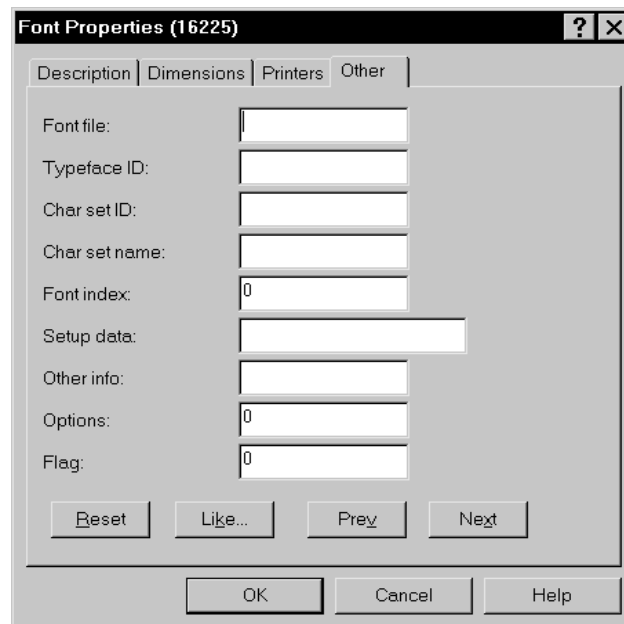 Font Properties (16225) ? X
Description Dimensions Printers Other
Font file:
Typeface ID:
Char set ID:
Char set name:
Font index: 0
Setup data:
Other info:
Options: 0
Flag: 0
Reset Like... Prev Next
OK Cancel Help